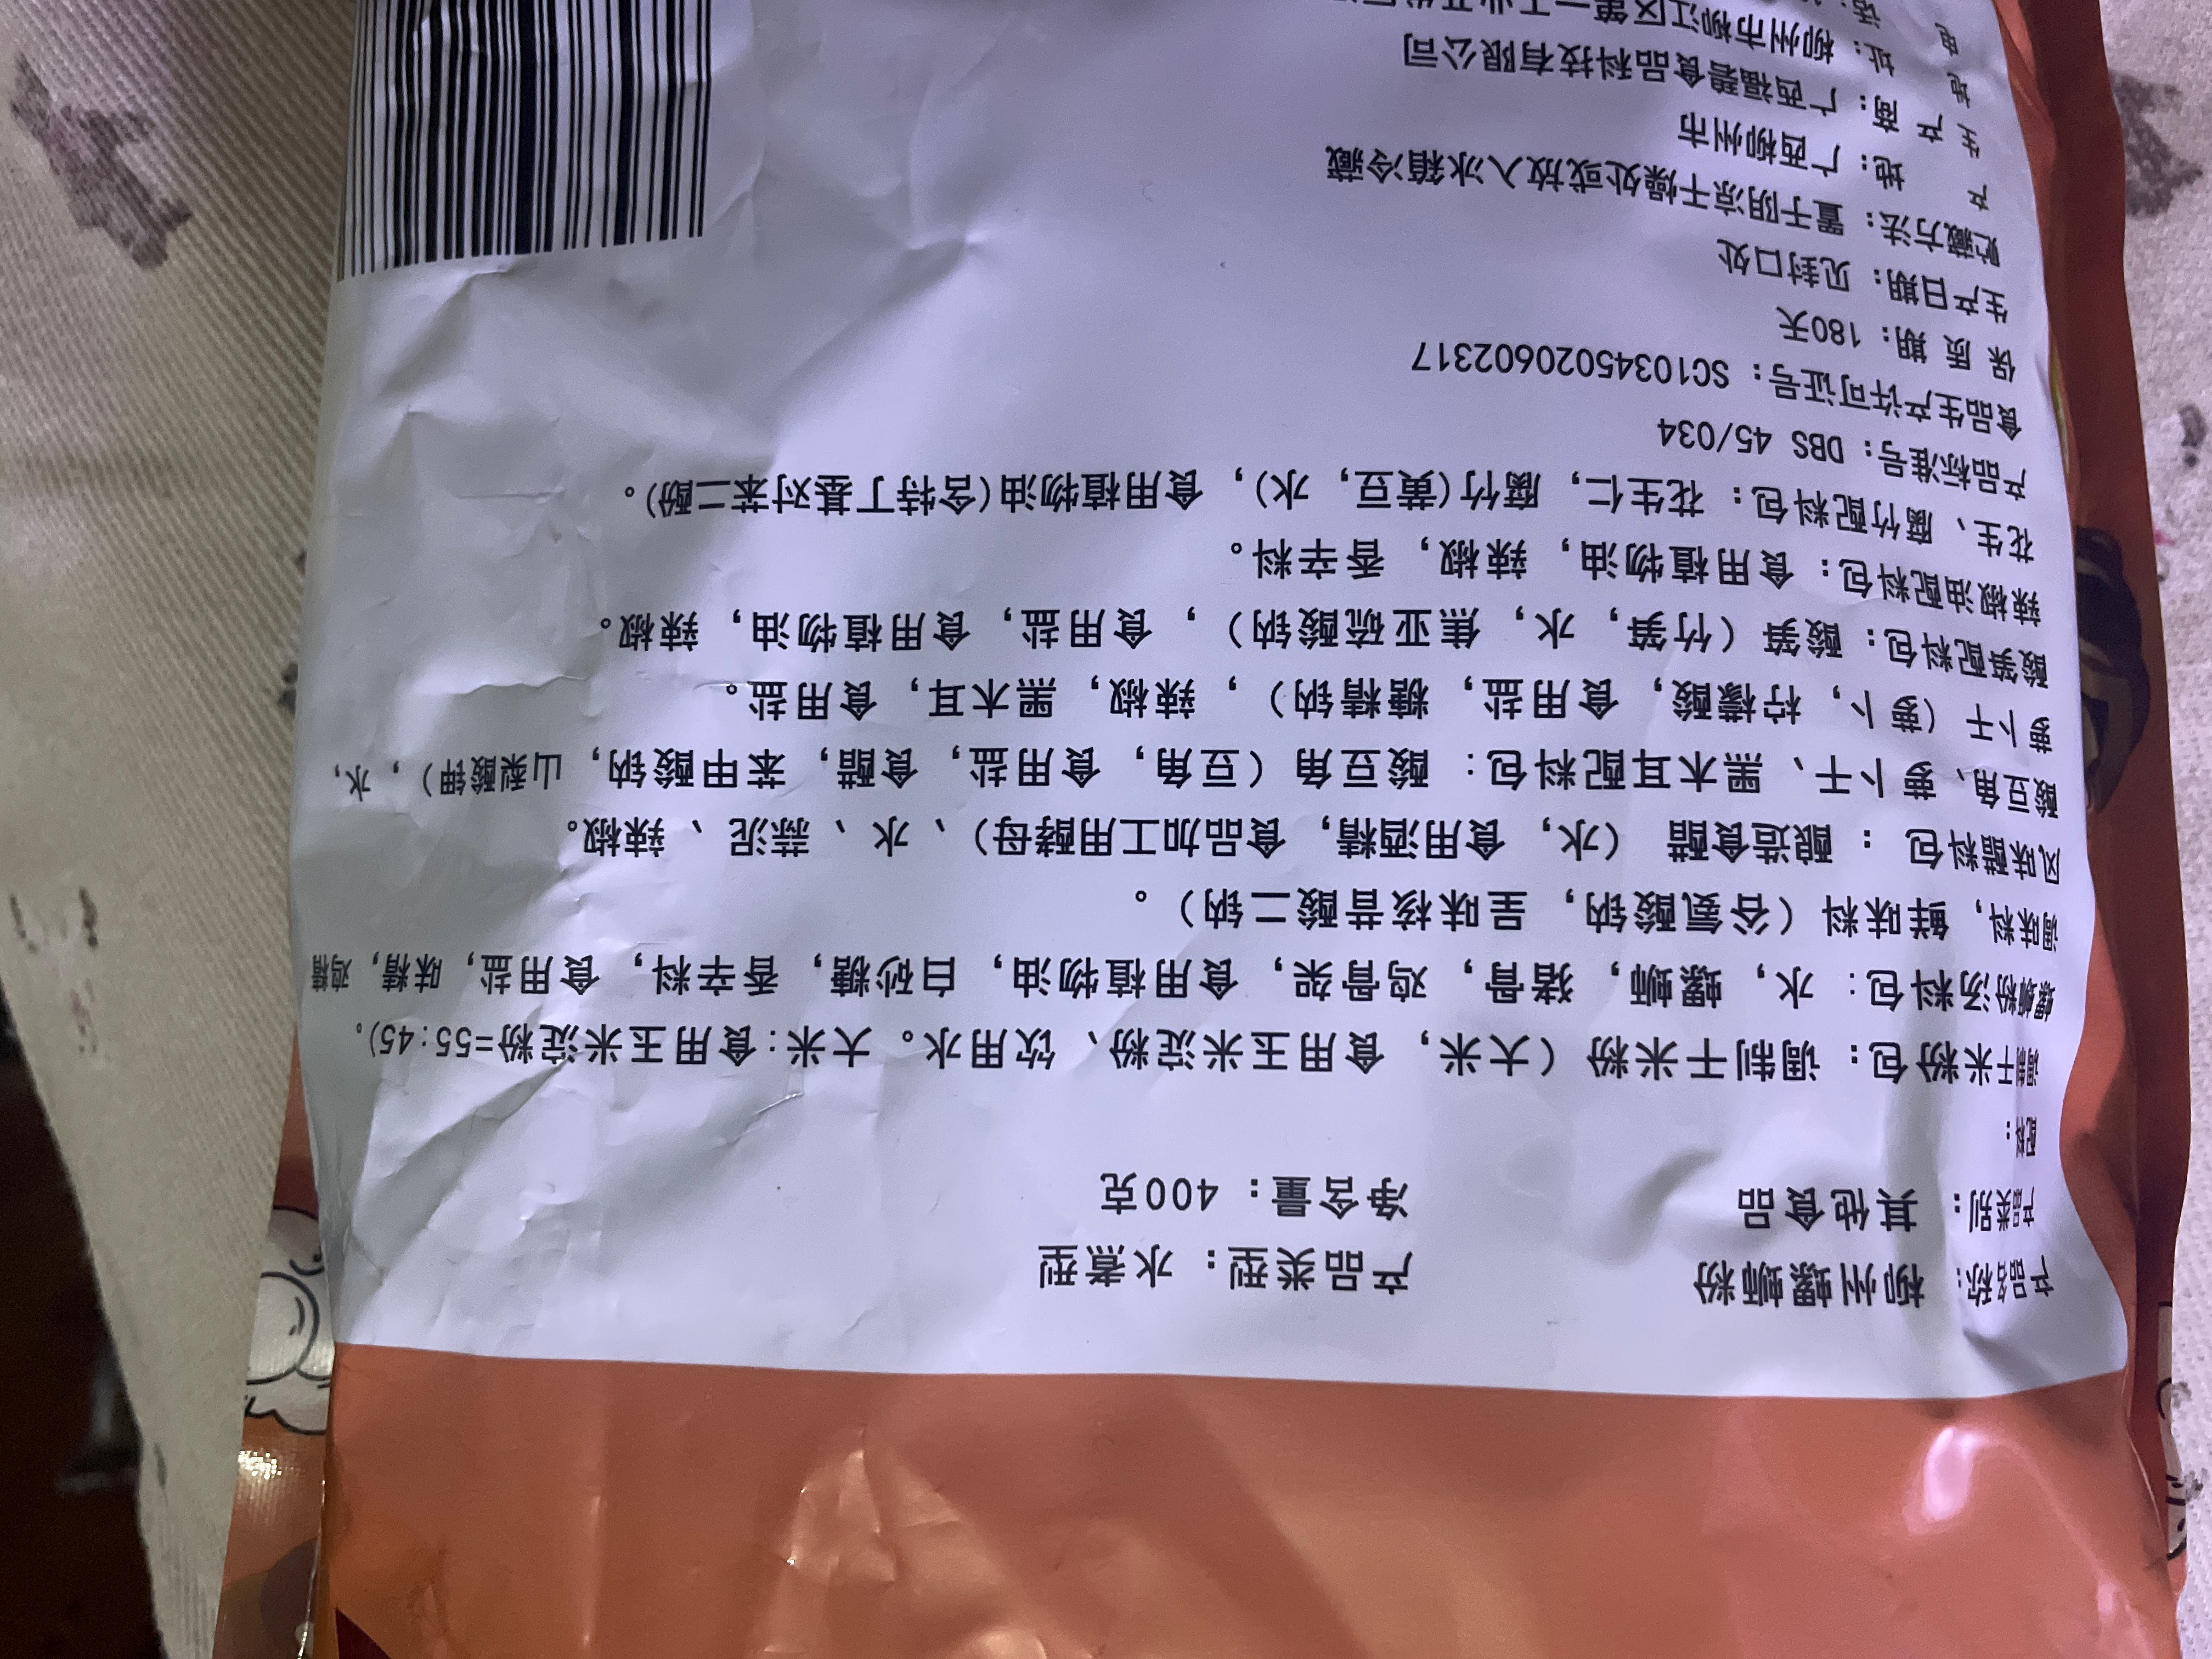 产品名称：柳州螺蛳粉 产品类型：水煮型
产品类别：其他食品 净含量：400克
配料：
调制干米粉包：调制干米粉（大米，食用玉米淀粉、饮用水。大米:食用玉米淀粉=55:45)。
螺蛳粉汤料包：水，螺蛳，猪骨，鸡骨架，食用植物油，白砂糖，香辛料，食用盐，味精，鸡精
调味料，鲜味料（谷氨酸钠，呈味核苷酸二钠）。
风味醋料包：酿造食醋（水，食用酒精，食品加工用酵母）、水、蒜泥、辣椒。
酸豆角、萝卜干、黑木耳配料包：酸豆角（豆角，食用盐，食醋，苯甲酸钠，山梨酸钾），水，
萝卜干（萝卜，柠檬酸，食用盐，糖精钠），辣椒，黑木耳，食用盐。
酸笋配料包：酸笋（竹笋，水，焦亚硫酸钠），食用盐，食用植物油，辣椒。
辣椒油配料包：食用植物油，辣椒，香辛料。
花生、腐竹配料包：花生仁，腐竹(黄豆，水)，食用植物油(含特丁基对苯二酚)。
产品标准号：DBS 45/034
食品生产许可证号：SC10345020602317
保质期：180天
生产日期：见封口处
贮藏方法：置于阴凉干燥处或放入冰箱冷藏
产地：广西柳州市
生产商：广西福碧食品科技有限公司
地址：柳州市柳江区第一工业开发
电话：